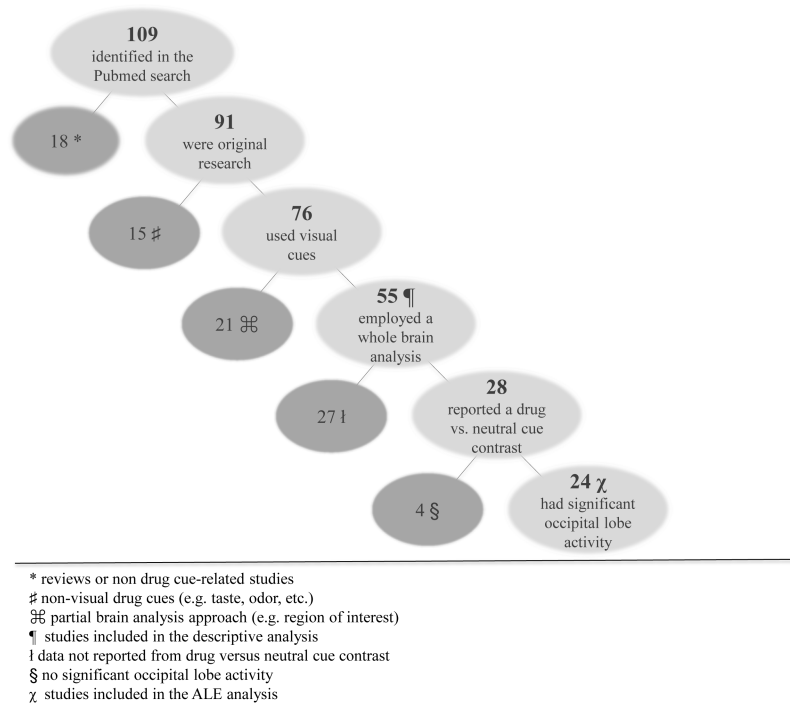 109
identified in the
Pubmed search
18 *
91
were original
research
15 ♯
76
used visual
cues
21 ⌘
55 ¶
employed a
whole brain
analysis
27 ƚ
28
reported a drug
vs. neutral cue
contrast
4 §
24 χ
had significant
occipital lobe
activity
* reviews or non drug cue-related studies
♯ non-visual drug cues (e.g. taste, odor, etc.)
⌘ partial brain analysis approach (e.g. region of interest)
¶ studies included in the descriptive analysis
ƚ data not reported from drug versus neutral cue contrast
§ no significant occipital lobe activity
χ studies included in the ALE analysis